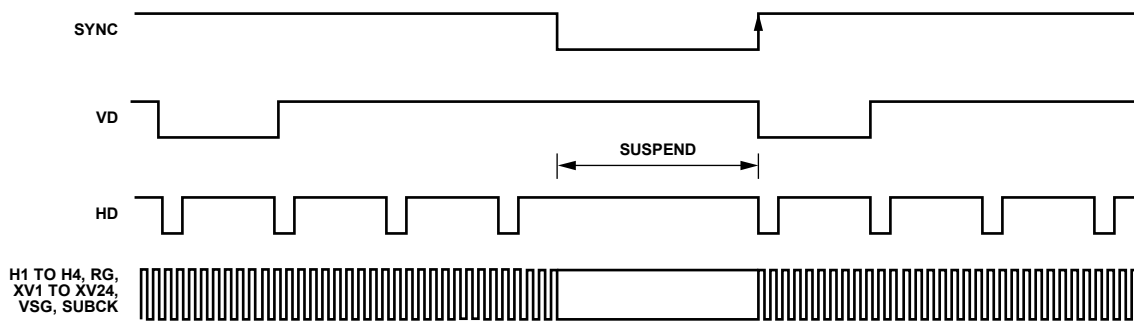 SYNC
VD
SUSPEND
HD
H1 TO H4, RG,
XV1 TO XV24,
VSG, SUBCK